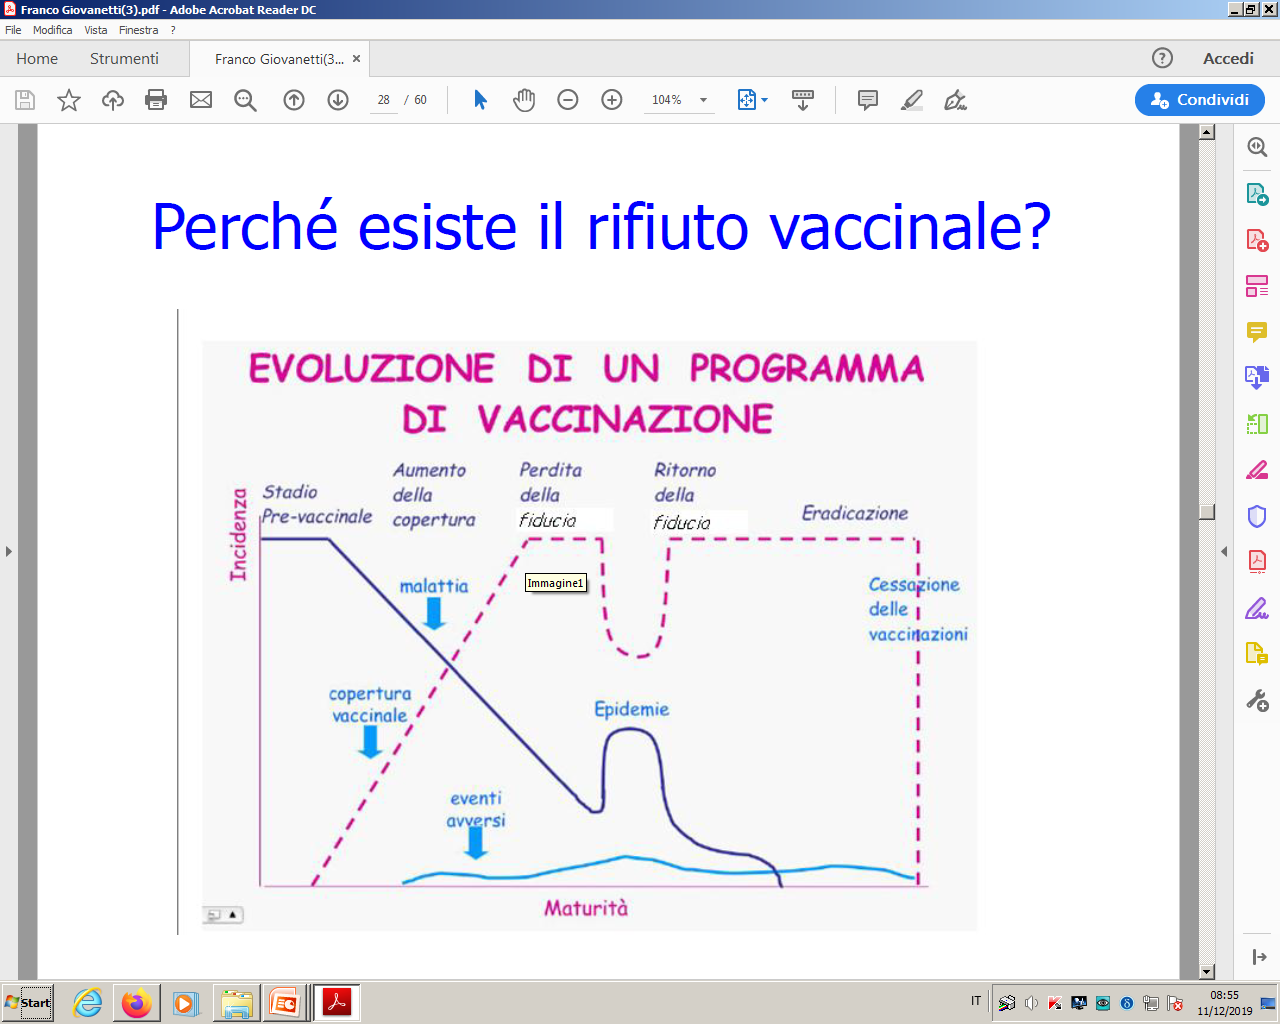 Franco Giovanetti(3).pdf - Adobe Acrobat Reader DC
File Modifica Vista Finestra ?
Home Strumenti Franco Giovanetti(3... × Accedi
28 / 60 104% Condividi
Perché esiste il rifiuto vaccinale?
EVOLUZIONE DI UN PROGRAMMA
DI VACCINAZIONE
Stadio
Pre-vaccinale
Aumento
della
copertura
Perdita
della
fiducia
Ritorno
della
fiducia
Eradicazione
Incidenza
malattia
Immagine1
Cessazione
delle
vaccinazioni
copertura
vaccinale
Epidemie
eventi
avversi
Maturità
Start IT 08:55
11/12/2019